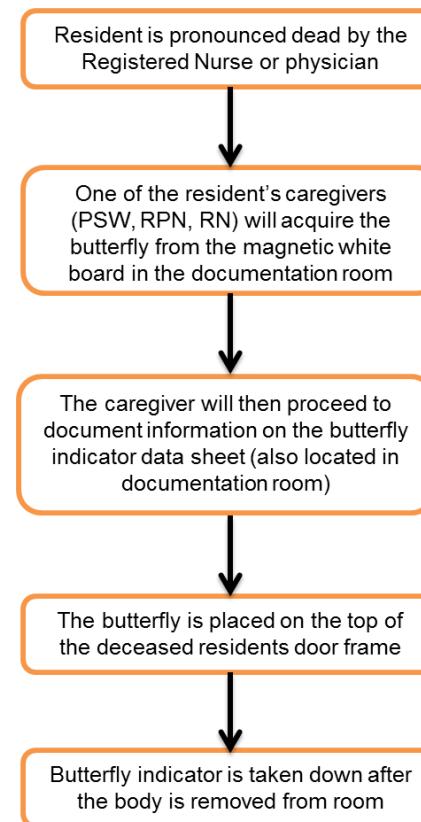 Resident is pronounced dead by the
Registered Nurse or physician
One of the resident's caregivers
(PSW, RPN, RN) will acquire the
butterfly from the magnetic white
board in the documentation room
The caregiver will then proceed to
document information on the butterfly
indicator data sheet (also located in
documentation room)
The butterfly is placed on the top of
the deceased residents door frame
Butterfly indicator is taken down after
the body is removed from room